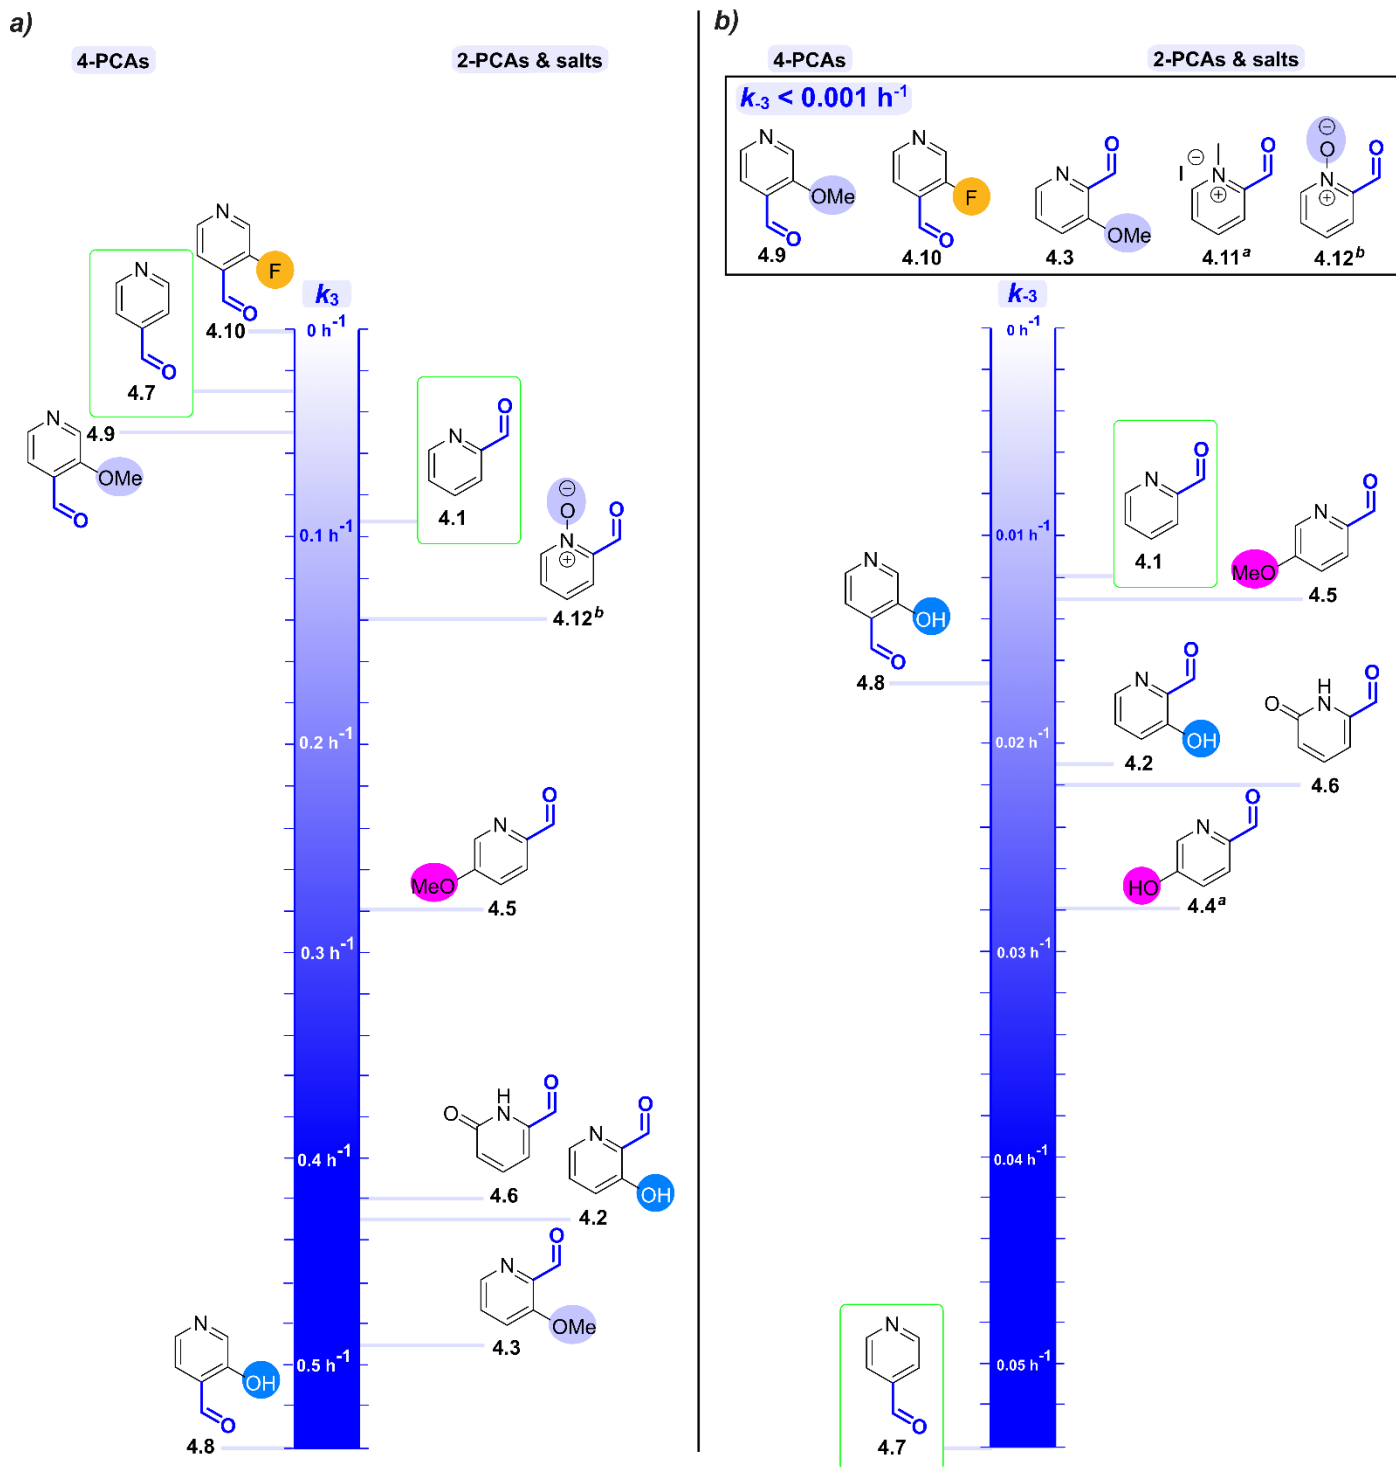 a)
4-PCAs
2-PCAs & salts
N
F
O
4.10
N
O
4.7
N
OMe
O
4.9
k3
0 h-1
0.1 h-1
0.2 h-1
0.3 h-1
0.4 h-1
0.5 h-1
N
O
4.1
⊖
O
N
⊕
O
4.12b
N
O
MeO
4.5
O
H
N
O
4.6
N
O
OH
4.2
N
O
OMe
4.3
N
OH
O
4.8
b)
4-PCAs
2-PCAs & salts
k-3 < 0.001 h-1
N
OMe
O
4.9
N
F
O
4.10
N
O
OMe
4.3
I⊖
N
⊕
O
4.11a
⊖
O
N
⊕
O
4.12b
k-3
0 h-1
0.01 h-1
0.02 h-1
0.03 h-1
0.04 h-1
0.05 h-1
N
O
4.1
N
O
MeO
4.5
N
OH
O
4.8
N
O
OH
4.2
O
H
N
O
4.6
N
O
HO
4.4a
N
O
4.7